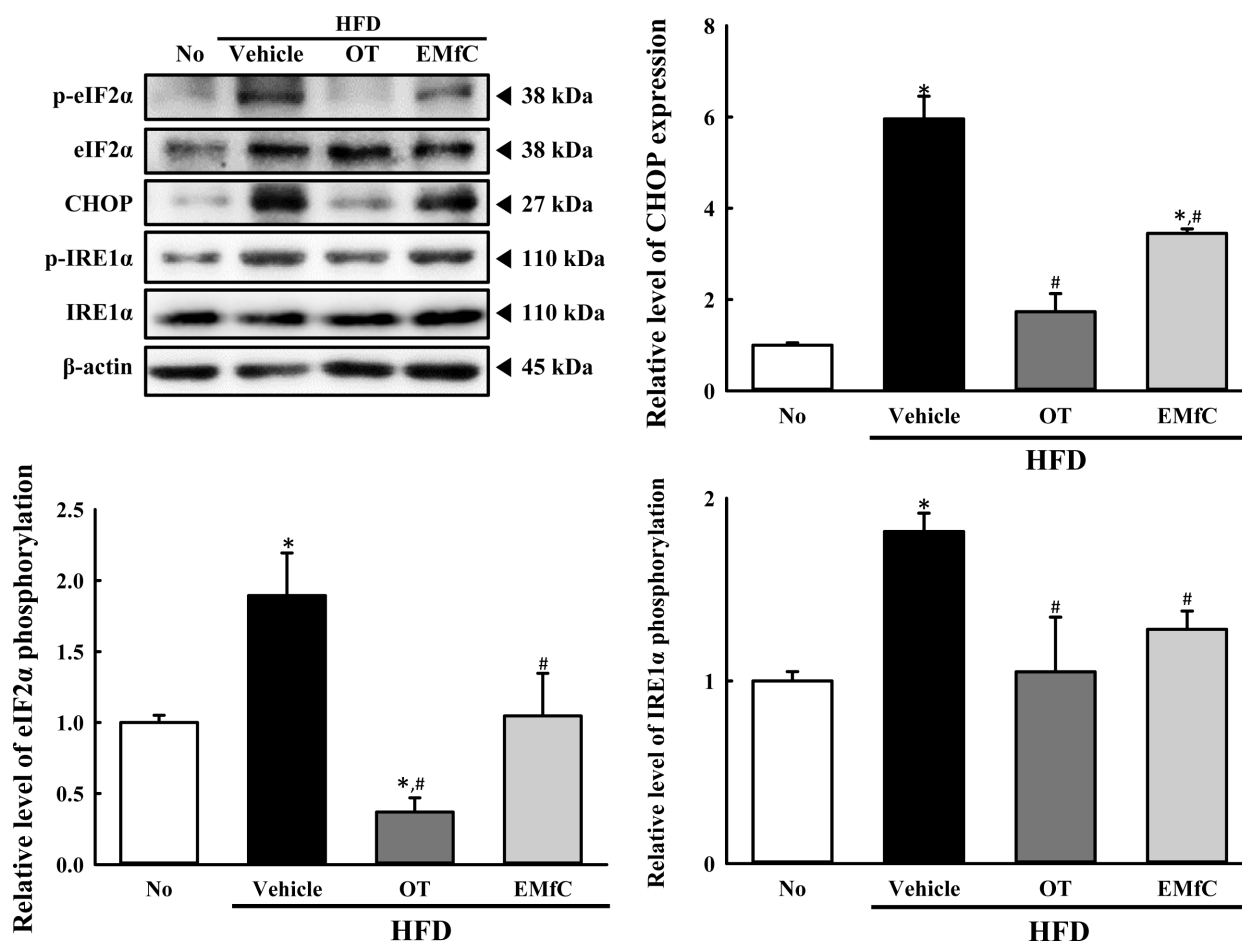 HFD
No Vehicle OT EMfC
p-eIF2α ◄ 38 kDa
eIF2α ◄ 38 kDa
CHOP ◄ 27 kDa
p-IRE1α ◄ 110 kDa
IRE1α ◄ 110 kDa
β-actin ◄ 45 kDa
Relative level of CHOP expression
8
6
4
2
0
*
#
*,#
No Vehicle OT EMfC
HFD
Relative level of eIF2α phosphorylation
2.5
2.0
1.5
1.0
0.5
0.0
*
*,#
#
No Vehicle OT EMfC
HFD
Relative level of IRE1α phosphorylation
2
1
0
*
#
#
No Vehicle OT EMfC
HFD